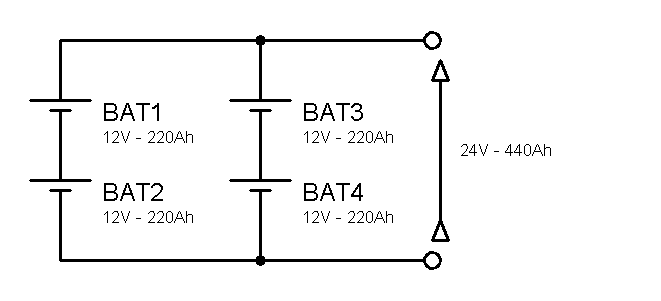 BAT1
12V - 220Ah
BAT2
12V - 220Ah
BAT3
12V - 220Ah
BAT4
12V - 220Ah
24V - 440Ah